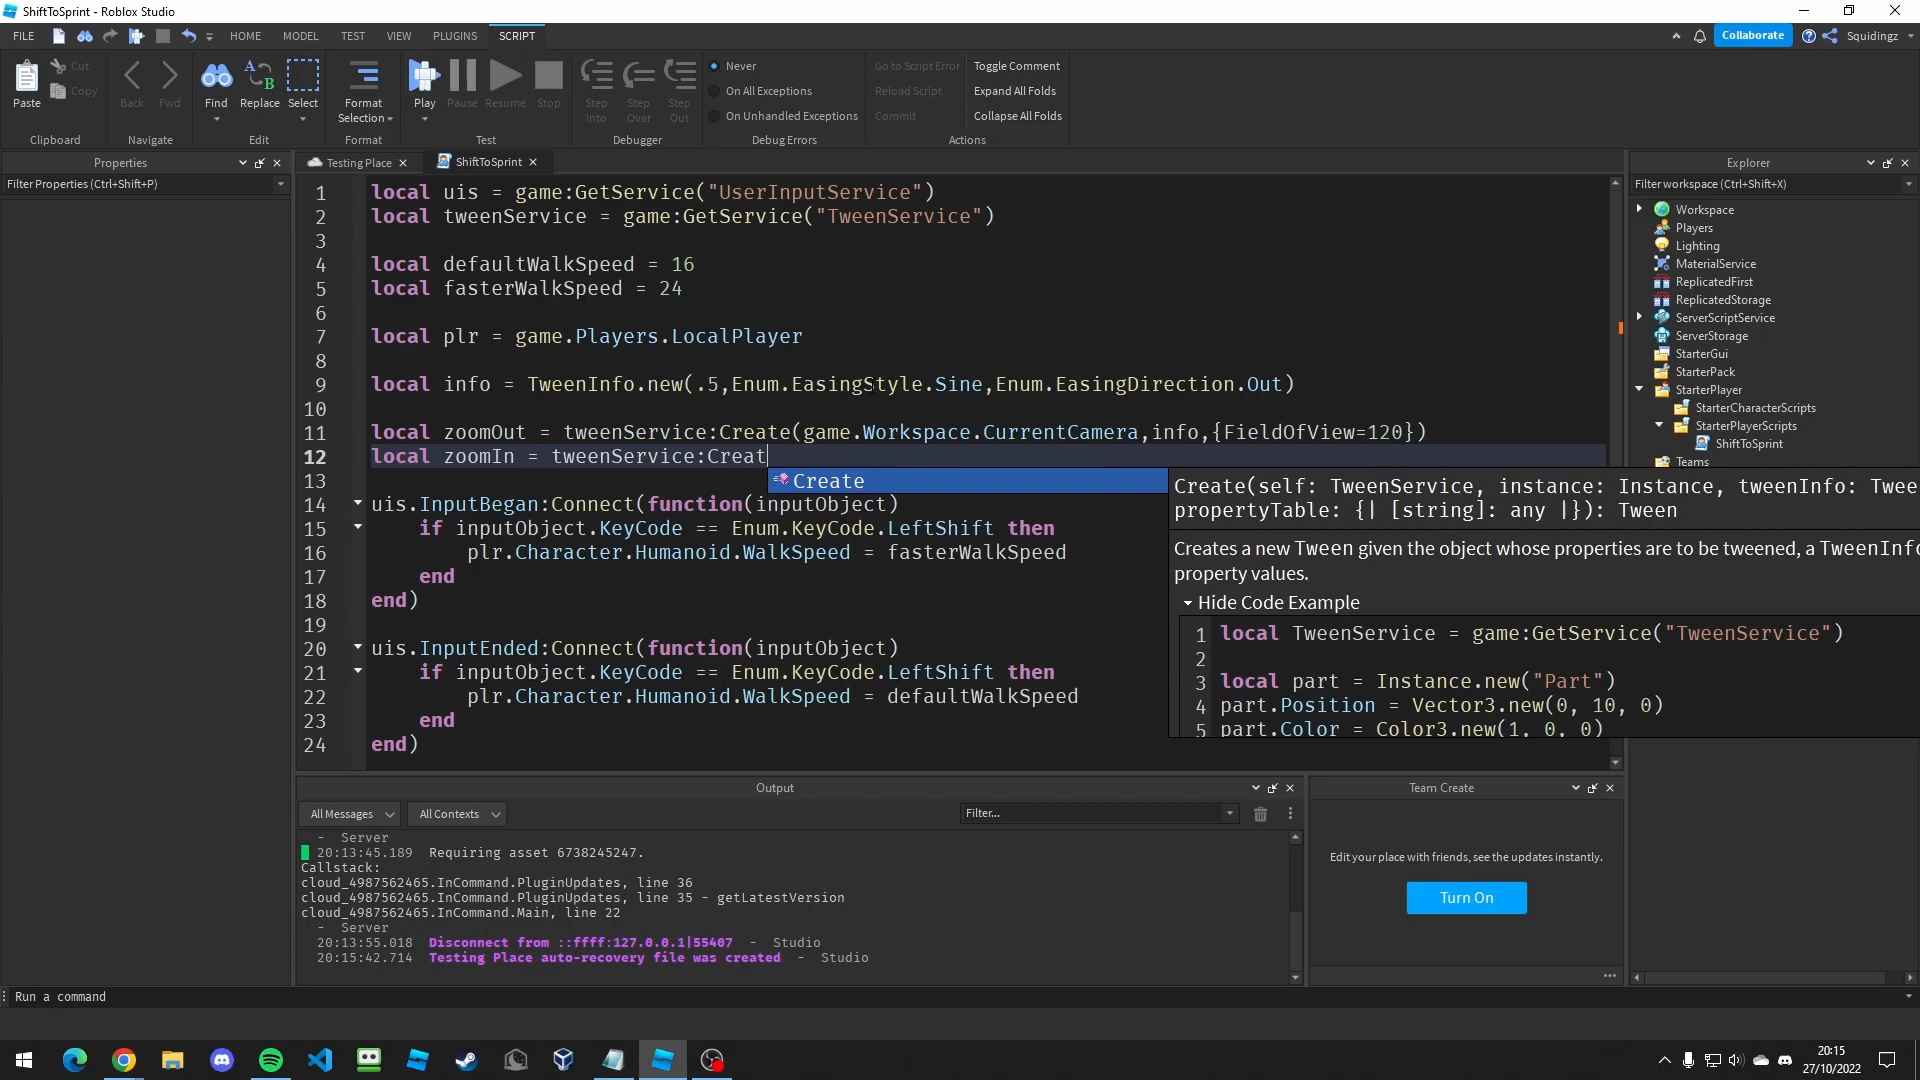 ShiftToSprint - Roblox Studio
FILE HOME MODEL TEST VIEW PLUGINS SCRIPT Collaborate Squidingz
Paste Cut Copy Back Fwd Find Replace Select Format Selection Play Pause Resume Stop Step Into Step Over Step Out
Never
On All Exceptions
On Unhandled Exceptions
Go to Script Error
Reload Script
Commit
Toggle Comment
Expand All Folds
Collapse All Folds
Clipboard Navigate Edit Format Test Debugger Debug Errors Actions
Properties
Filter Properties (Ctrl+Shift+P)
Testing Place ShiftToSprint
1 local uis = game:GetService("UserInputService")
2 local tweenService = game:GetService("TweenService")
3
4 local defaultWalkSpeed = 16
5 local fasterWalkSpeed = 24
6
7 local plr = game.Players.LocalPlayer
8
9 local info = TweenInfo.new(.5,Enum.EasingStyle.Sine,Enum.EasingDirection.Out)
10
11 local zoomOut = tweenService:Create(game.Workspace.CurrentCamera,info,{FieldOfView=120})
12 local zoomIn = tweenService:Creat
13
14 uis.InputBegan:Connect(function(inputObject)
15 if inputObject.KeyCode == Enum.KeyCode.LeftShift then
16 plr.Character.Humanoid.WalkSpeed = fasterWalkSpeed
17 end
18 end)
19
20 uis.InputEnded:Connect(function(inputObject)
21 if inputObject.KeyCode == Enum.KeyCode.LeftShift then
22 plr.Character.Humanoid.WalkSpeed = defaultWalkSpeed
23 end
24 end)
Create
Create(self: TweenService, instance: Instance, tweenInfo: Twee
propertyTable: {| [string]: any |}): Tween
Creates a new Tween given the object whose properties are to be tweened, a TweenInfo
property values.
Hide Code Example
1 local TweenService = game:GetService("TweenService")
2
3 local part = Instance.new("Part")
4 part.Position = Vector3.new(0, 10, 0)
5 part.Color = Color3.new(1, 0, 0)
Explorer
Filter workspace (Ctrl+Shift+X)
Workspace
Players
Lighting
MaterialService
ReplicatedFirst
ReplicatedStorage
ServerScriptService
ServerStorage
StarterGui
StarterPack
StarterPlayer
StarterCharacterScripts
StarterPlayerScripts
ShiftToSprint
Teams
Output
All Messages All Contexts Filter...
- Server
20:13:45.189 Requiring asset 6738245247.
Callstack:
cloud_4987562465.InCommand.PluginUpdates, line 36
cloud_4987562465.InCommand.PluginUpdates, line 35 - getLatestVersion
cloud_4987562465.InCommand.Main, line 22
- Server
20:13:55.018 Disconnect from ::ffff:127.0.0.1|55407 - Studio
20:15:42.714 Testing Place auto-recovery file was created - Studio
Team Create
Edit your place with friends, see the updates instantly.
Turn On
Run a command
20:15
27/10/2022